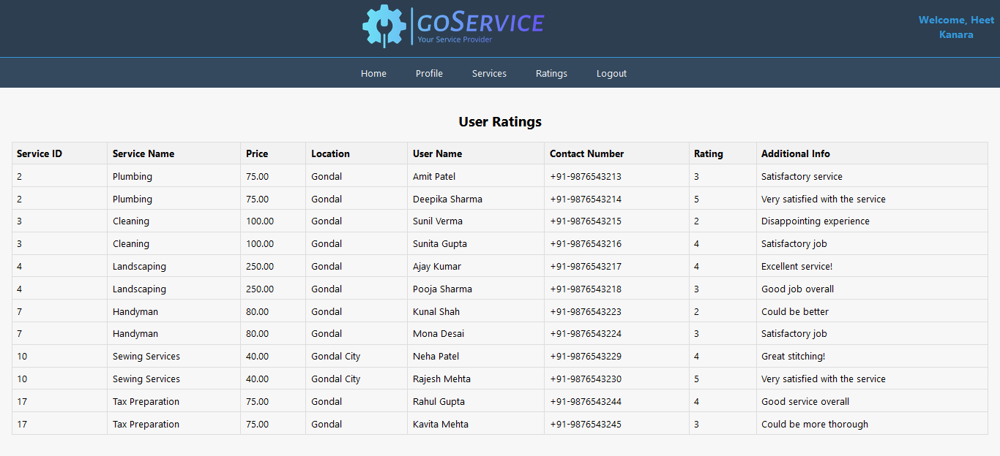 GOSERVICE
Your Service Provider
Welcome, Heet
Kanara
Home Profile Services Ratings Logout
User Ratings
Service ID Service Name Price Location User Name Contact Number Rating Additional Info
2 Plumbing 75.00 Gondal Amit Patel +91-9876543213 3 Satisfactory service
2 Plumbing 75.00 Gondal Deepika Sharma +91-9876543214 5 Very satisfied with the service
3 Cleaning 100.00 Gondal Sunil Verma +91-9876543215 2 Disappointing experience
3 Cleaning 100.00 Gondal Sunita Gupta +91-9876543216 4 Satisfactory job
4 Landscaping 250.00 Gondal Ajay Kumar +91-9876543217 4 Excellent service!
4 Landscaping 250.00 Gondal Pooja Sharma +91-9876543218 3 Good job overall
7 Handyman 80.00 Gondal Kunal Shah +91-9876543223 2 Could be better
7 Handyman 80.00 Gondal Mona Desai +91-9876543224 3 Satisfactory job
10 Sewing Services 40.00 Gondal City Neha Patel +91-9876543229 4 Great stitching!
10 Sewing Services 40.00 Gondal City Rajesh Mehta +91-9876543230 5 Very satisfied with the service
17 Tax Preparation 75.00 Gondal Rahul Gupta +91-9876543244 4 Good service overall
17 Tax Preparation 75.00 Gondal Kavita Mehta +91-9876543245 3 Could be more thorough